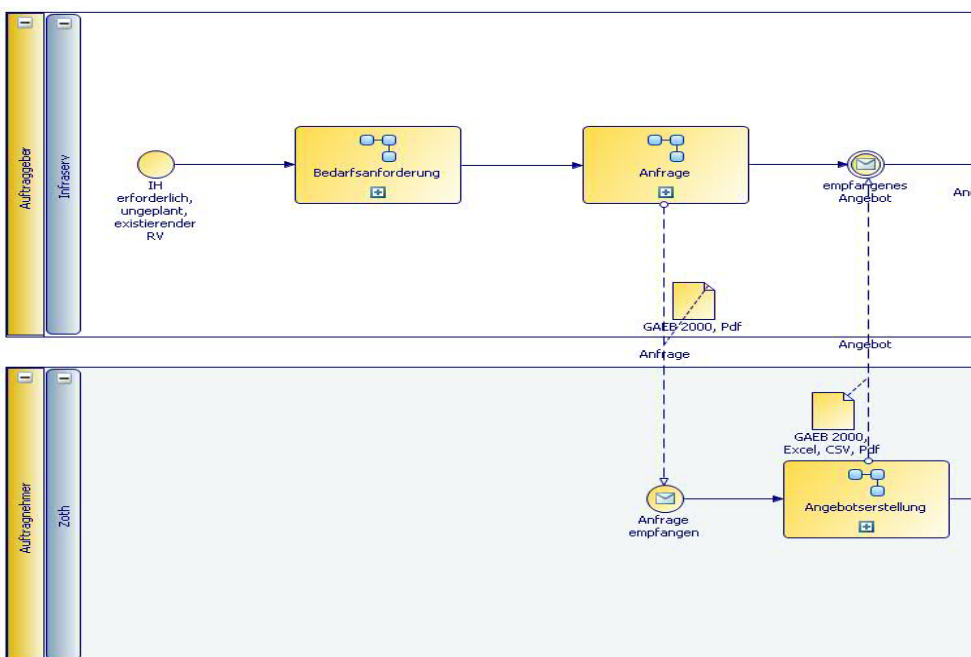 Auftraggeber
Infraserv
IH
erforderlich,
ungeplant,
existierender
RV
Bedarfsanforderung
Anfrage
empfangenes
Angebot
An
GAEB 2000, Pdf
Anfrage
Angebot
Auftragnehmer
Zoth
Anfrage
empfangen
GAEB 2000,
Excel, CSV, Pdf
Angebotserstellung